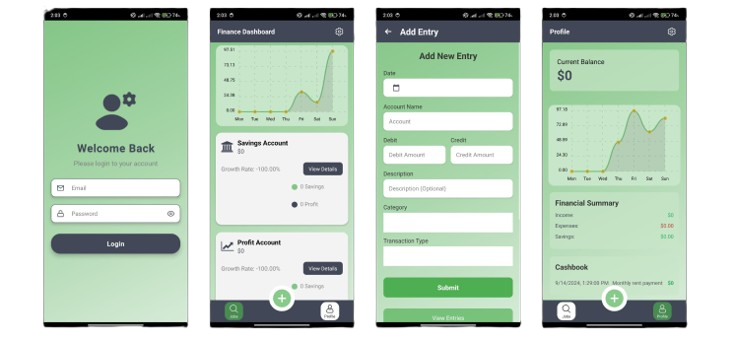 2:03
74%
Welcome Back
Please login to your account
Email
Password
Login
2:03
74%
Finance Dashboard
97.31
73.13
48.75
24.38
0.00
Mon Tue Wed Thu Fri Sat Sun
Savings Account
$0
Growth Rate: -100.00%
View Details
0 Savings
0 Profit
Profit Account
$0
Growth Rate: -100.00%
View Details
0 Savings
+
Jobs
Profile
2:03
74%
Add Entry
Add New Entry
Date
Account Name
Account
Debit Credit
Debit Amount Credit Amount
Description
Description (Optional)
Category
Transaction Type
Submit
View Entries
2:03
74%
Profile
Current Balance
$0
97.18
72.89
48.59
24.30
0.00
Mon Tue Wed Thu Fri Sat Sun
Financial Summary
Income: $0
Expenses: $0.00
Savings: $0.00
Cashbook
9/14/2024, 1:29:00 PM: Monthly rent payment $0
+
Jobs
Profile